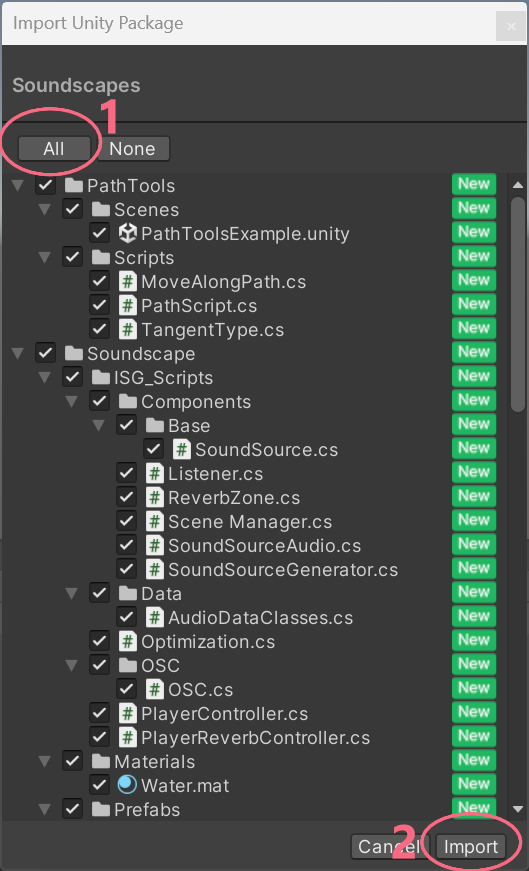 Import Unity Package
Soundscapes
1
All None
PathTools New
Scenes New
PathToolsExample.unity New
Scripts New
MoveAlongPath.cs New
PathScript.cs New
TangentType.cs New
Soundscape New
ISG_Scripts New
Components New
Base New
SoundSource.cs New
Listener.cs New
ReverbZone.cs New
Scene Manager.cs New
SoundSourceAudio.cs New
SoundSourceGenerator.cs New
Data New
AudioDataClasses.cs New
Optimization.cs New
OSC New
OSC.cs New
PlayerController.cs New
PlayerReverbController.cs New
Materials New
Water.mat New
Prefabs New
Cancel 2 Import